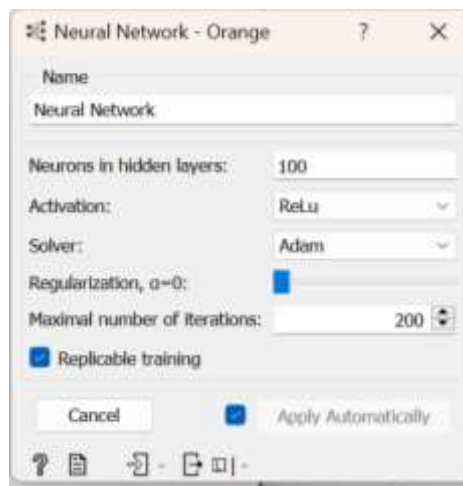 Neural Network - Orange ? ×
Name
Neural Network
Neurons in hidden layers: 100
Activation: ReLu
Solver: Adam
Regularization, α=0:
Maximal number of iterations: 200
Replicable training
Cancel Apply Automatically
?